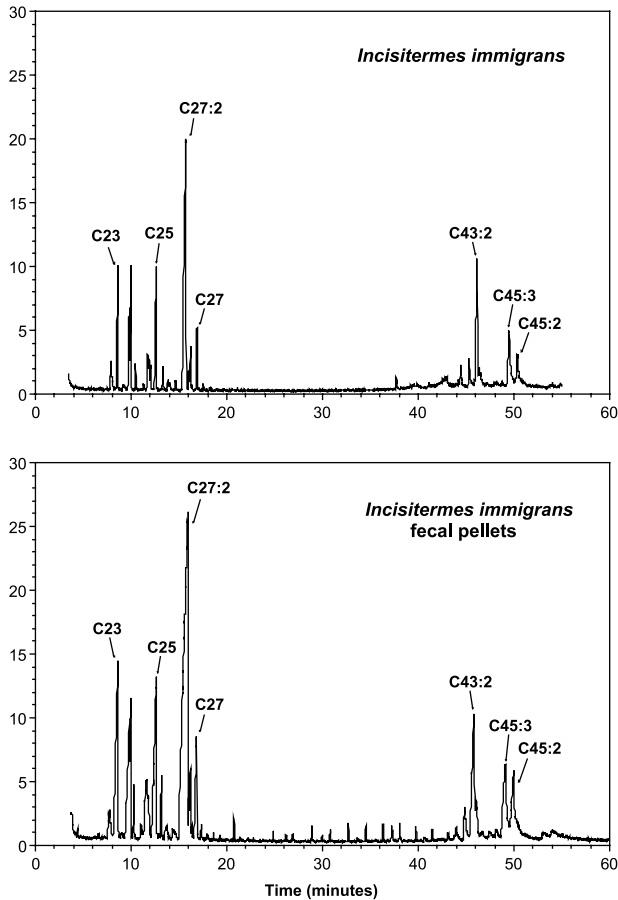 30
25
20
15
10
5
0
Incisitermes immigrans
C27:2
C23
C25
C27
C43:2
C45:3
C45:2
0 10 20 30 40 50 60
30
25
20
15
10
5
0
C27:2
Incisitermes immigrans
fecal pellets
C23
C25
C27
C43:2
C45:3
C45:2
0 10 20 30 40 50 60
Time (minutes)